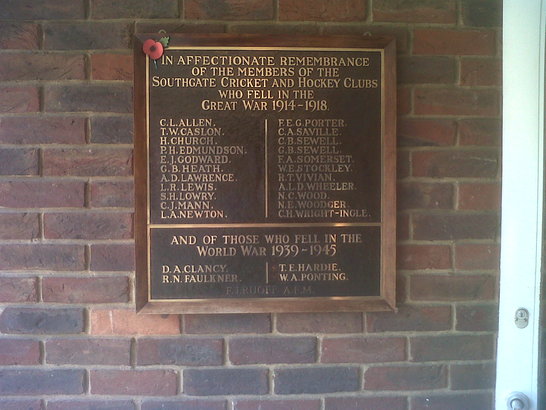 IN AFFECTIONATE REMEMBRANCE
OF THE MEMBERS OF THE
SOUTHGATE CRICKET AND HOCKEY CLUBS
WHO FELL IN THE
GREAT WAR 1914-1918.
C.L. ALLEN.
T.W. CASLON.
H. CHURCH.
P.H. EDMUNDSON.
E.J. GODWARD.
G.B. HEATH.
A.D. LAWRENCE.
L.R. LEWIS.
S.H. LOWRY.
C.J. MANN.
L.A. NEWTON.
F.E.G. PORTER.
C.A. SAVILLE.
C.B. SEWELL.
G.B. SEWELL.
F.A. SOMERSET.
W.E. STOCKLEY.
R.T. VIVIAN.
A.L.D. WHEELER.
N.C. WOOD.
N.E. WOODGER
C.H. WRIGHT-INGLE.
AND OF THOSE WHO FELL IN THE
WORLD WAR 1939-1945
D.A. CLANCY.
R.N. FAULKNER.
T.E. HARDIE.
W.A. PONTING.